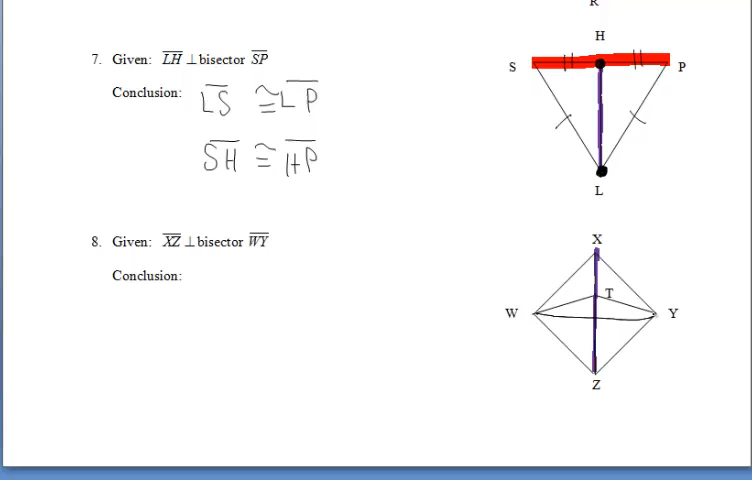 R
H
7. Given: LH ⊥ bisector SP
S
P
Conclusion: LS ≅ LP
SH ≅ HP
L
8. Given: XZ ⊥ bisector WY
X
Conclusion:
T
W
Y
Z